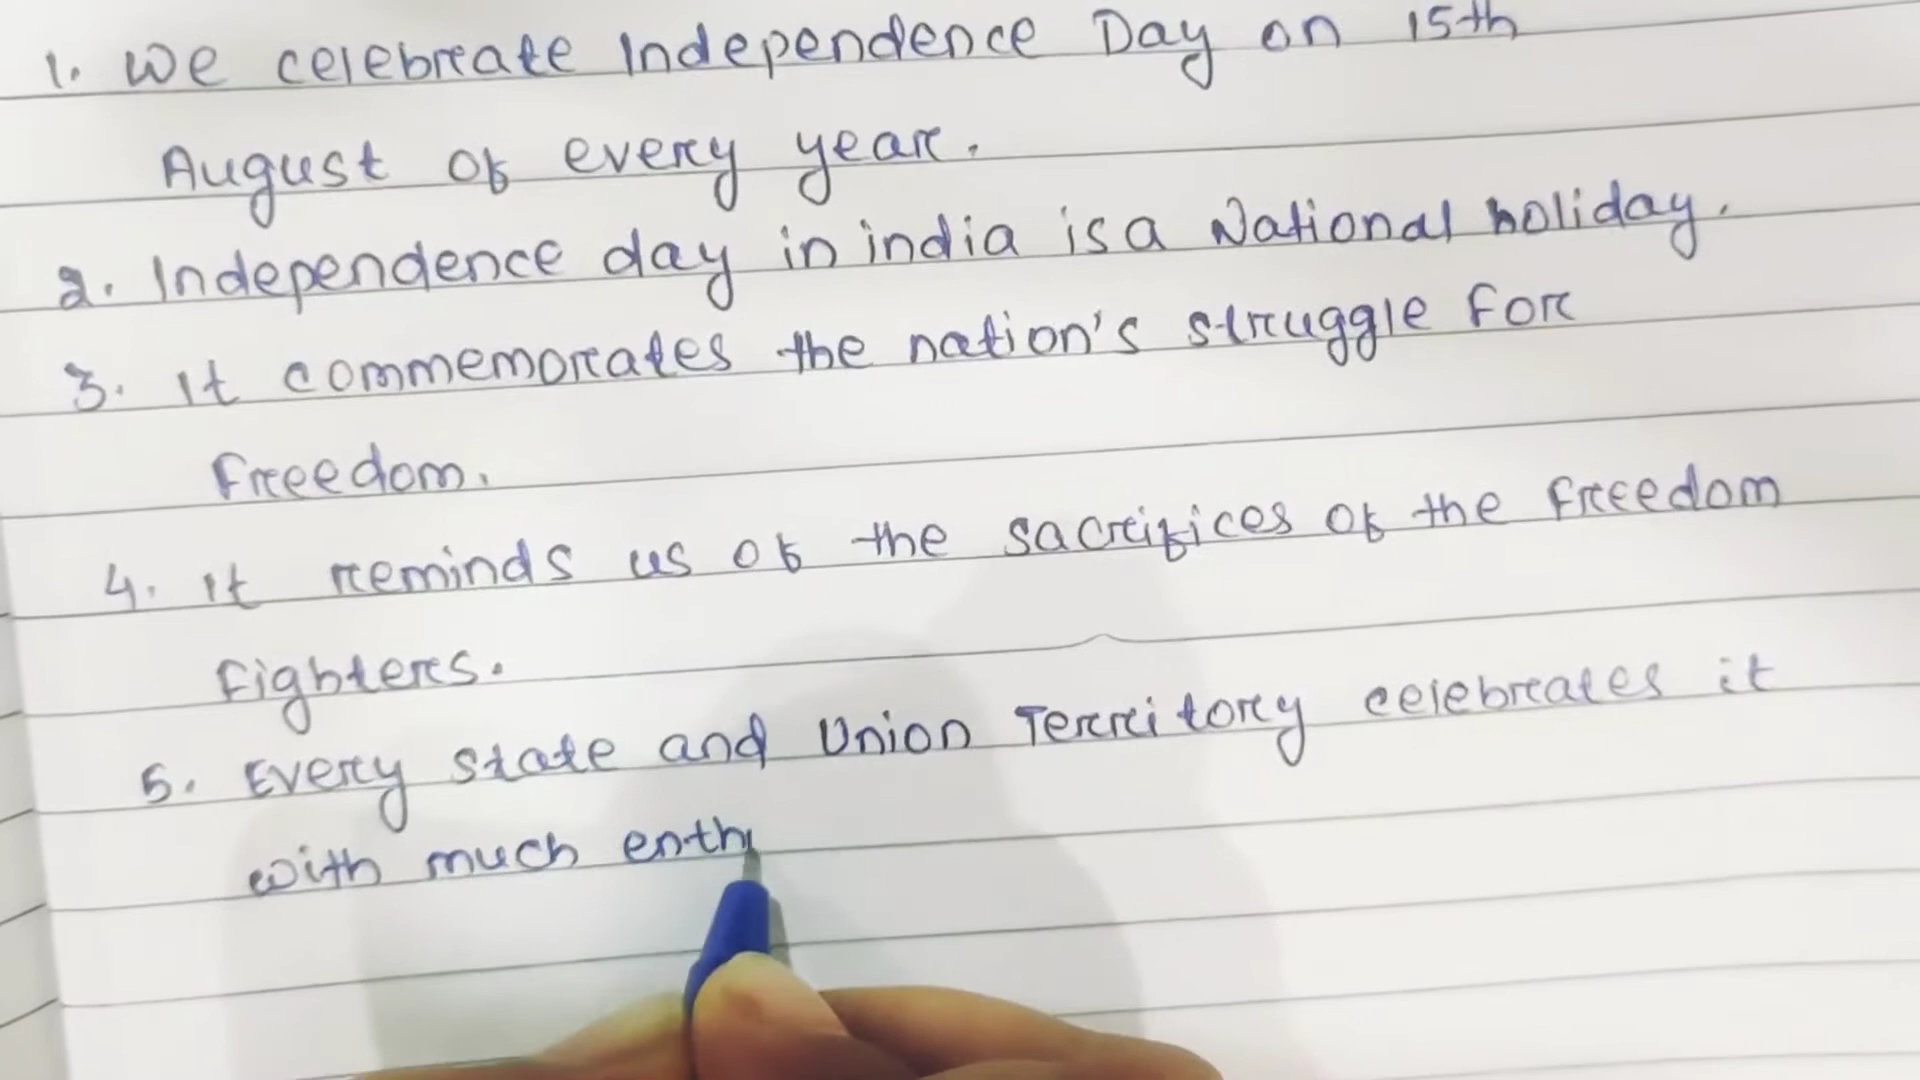 1. We celebrate Independence Day on 15th
August of every year.
2. Independence day in india is a National holiday.
3. It commemorates the nation's struggle for
freedom.
4. It reminds us of the sacrifices of the freedom
fighters.
5. Every state and Union Territory celebrates it
with much enth